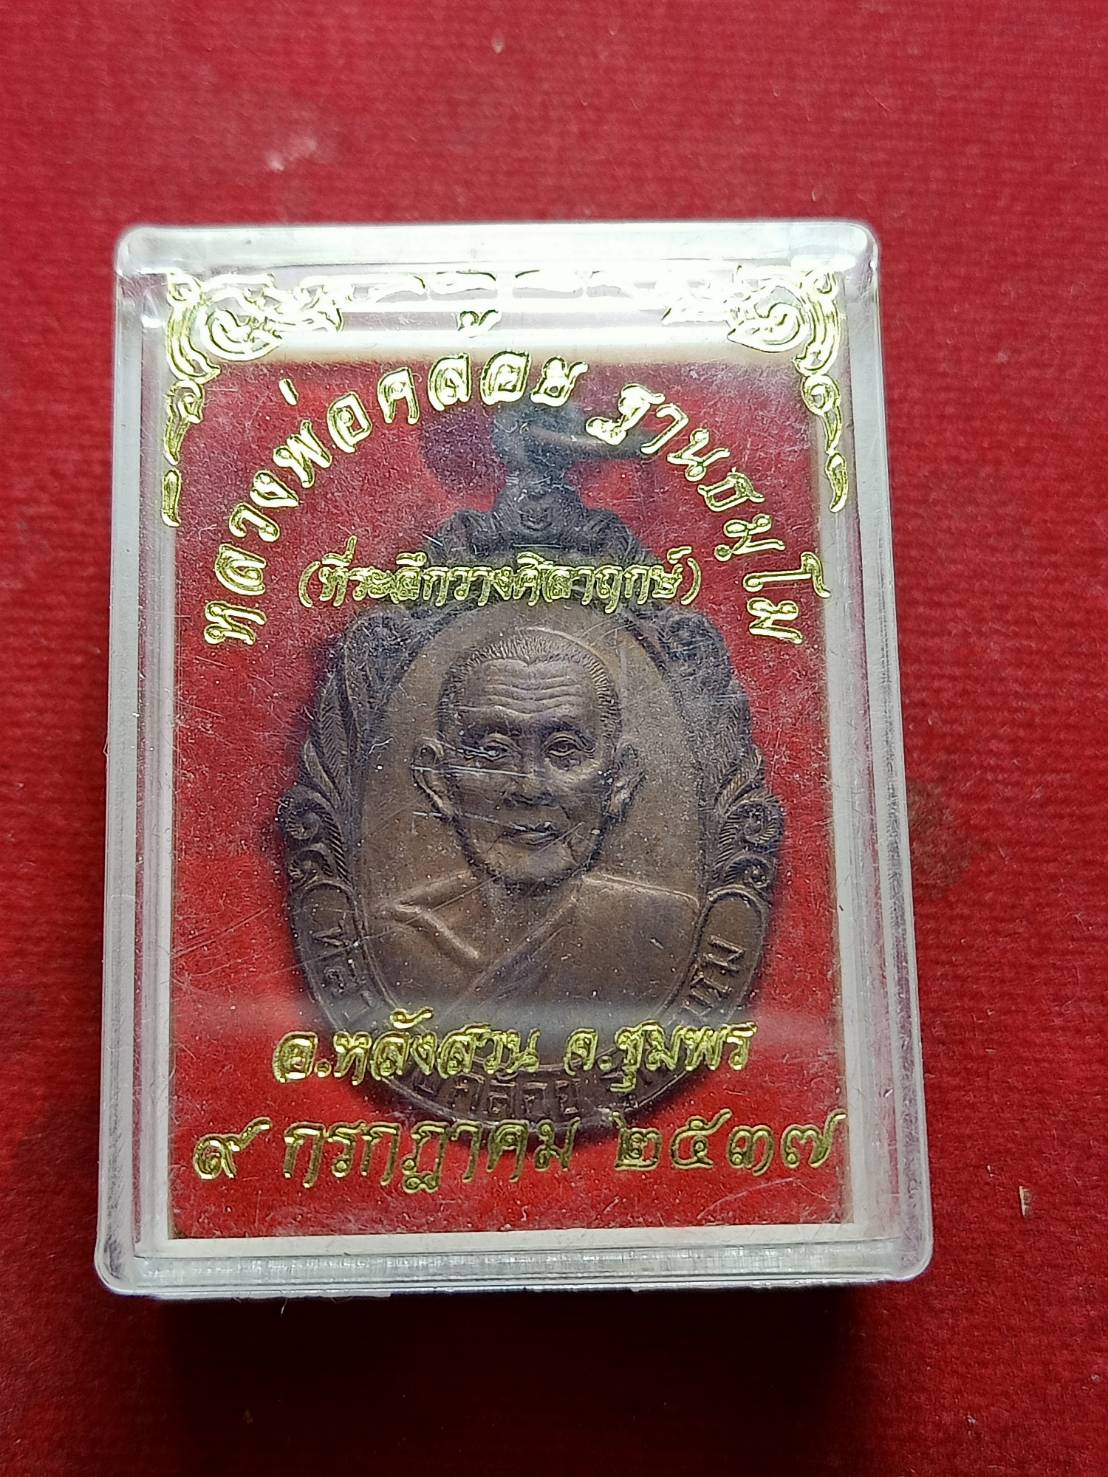 หลวงพ่อคล้อย ฐานธมฺโม
(ที่ระลึกวางศิลาฤกษ์)
อ.หลังสวน จ.ชุมพร
๙ กรกฎาคม ๒๕๓๗